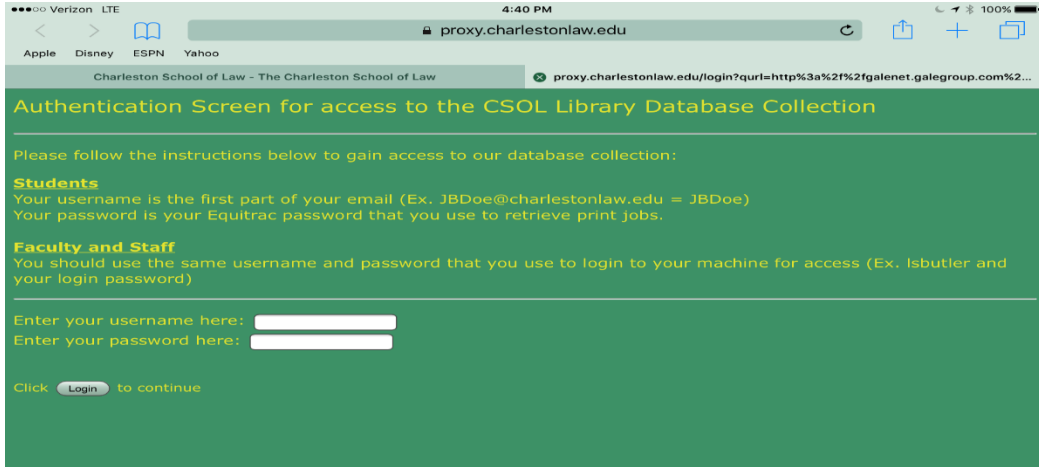 Verizon LTE
4:40 PM
100%
proxy.charlestonlaw.edu
Apple Disney ESPN Yahoo
Charleston School of Law - The Charleston School of Law
proxy.charlestonlaw.edu/login?qurl=http%3a%2f%2fgalenet.galegroup.com%2...
Authentication Screen for access to the CSOL Library Database Collection
Please follow the instructions below to gain access to our database collection:
Students
Your username is the first part of your email (Ex. JBDoe@charlestonlaw.edu = JBDoe)
Your password is your Equitrac password that you use to retrieve print jobs.
Faculty and Staff
You should use the same username and password that you use to login to your machine for access (Ex. lsbutler and
your login password)
Enter your username here:
Enter your password here:
Click Login to continue